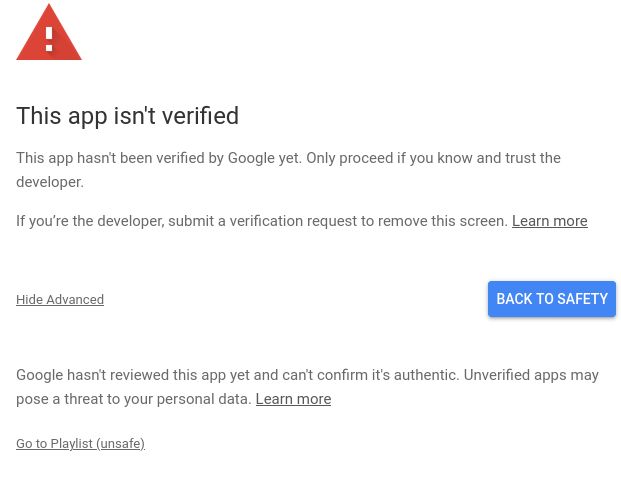 This app isn't verified
This app hasn't been verified by Google yet. Only proceed if you know and trust the
developer.
If you’re the developer, submit a verification request to remove this screen. Learn more
Hide Advanced
BACK TO SAFETY
Google hasn't reviewed this app yet and can't confirm it's authentic. Unverified apps may
pose a threat to your personal data. Learn more
Go to Playlist (unsafe)